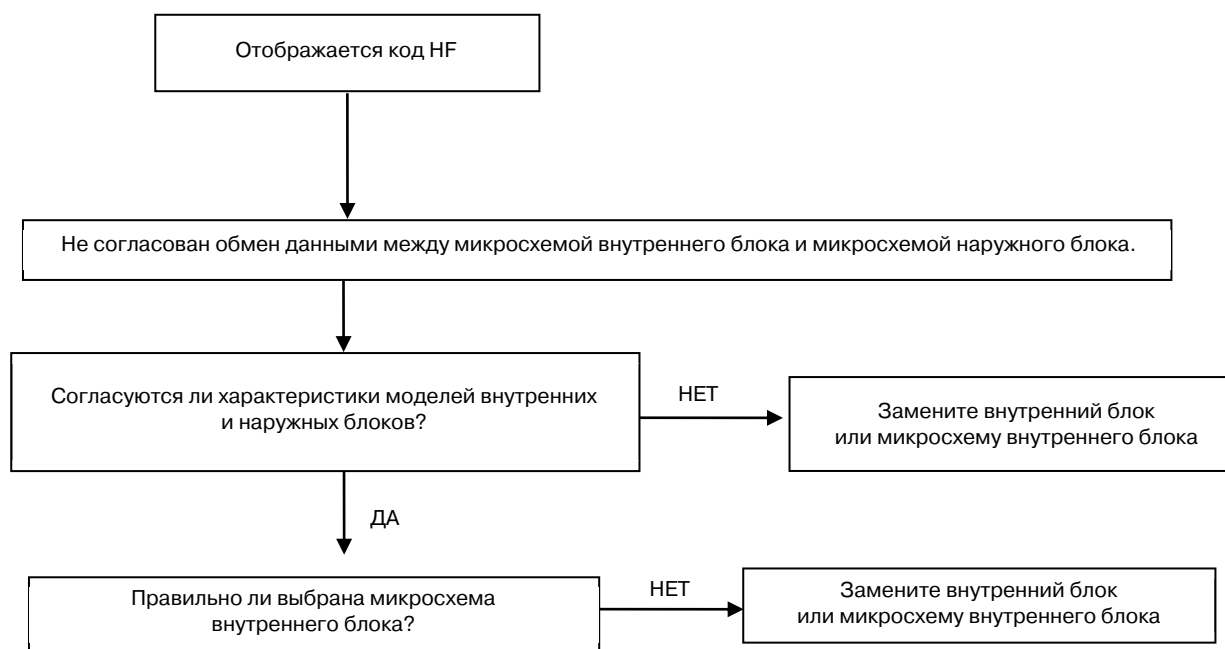 Отображается код HF
Не согласован обмен данными между микросхемой внутреннего блока и микросхемой наружного блока.
Согласуются ли характеристики моделей внутренних
и наружных блоков?
НЕТ
Замените внутренний блок
или микросхему внутреннего блока
ДА
Правильно ли выбрана микросхема
внутреннего блока?
НЕТ
Замените внутренний блок
или микросхему внутреннего блока